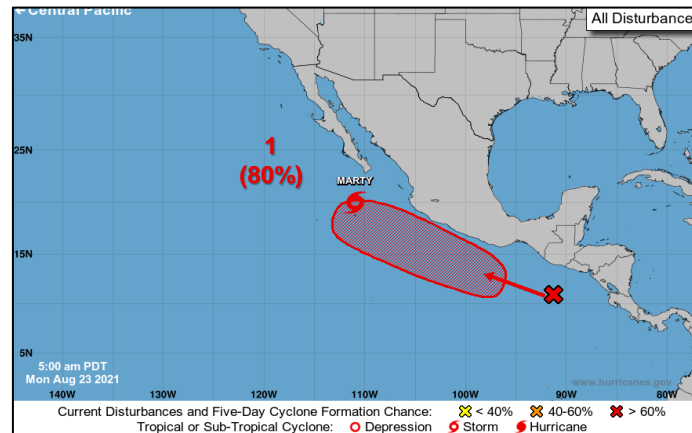 ← Central Pacific
All Disturbance
35N
25N
1
(80%)
MARTY
20N
15N
5N
5:00 am PDT
Mon Aug 23 2021
www.hurricanes.gov
140W 130W 120W 110W 100W 90W 80W
Current Disturbances and Five-Day Cyclone Formation Chance: < 40% 40-60% > 60%
Tropical or Sub-Tropical Cyclone: Depression Storm Hurricane